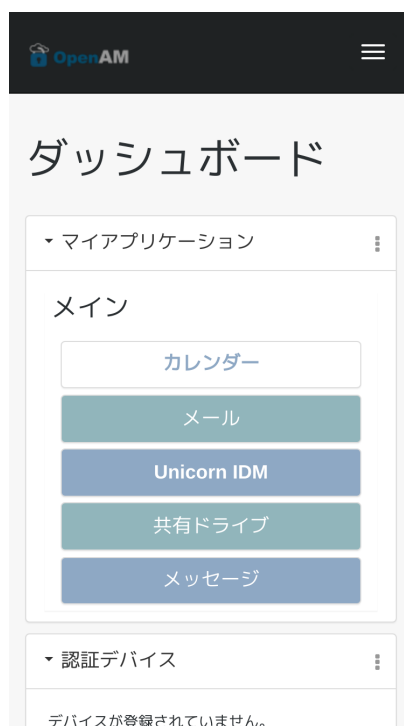 OpenAM
ダッシュボード
マイアプリケーション
メイン
カレンダー
メール
Unicorn IDM
共有ドライブ
メッセージ
認証デバイス
デバイスが登録されていません。